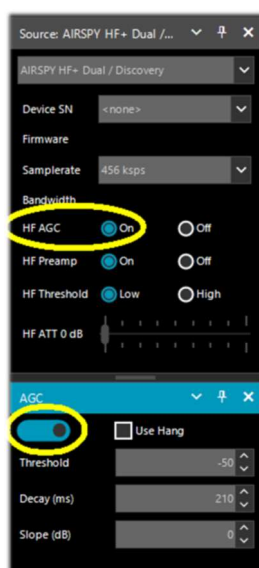 Source: AIRSPY HF+ Dual /...
AIRSPY HF+ Dual / Discovery
Device SN <none>
Firmware
Samplerate 456 ksps
Bandwidth
HF AGC On Off
HF Preamp On Off
HF Threshold Low High
HF ATT 0 dB
AGC
Use Hang
Threshold -50
Decay (ms) 210
Slope (dB) 0